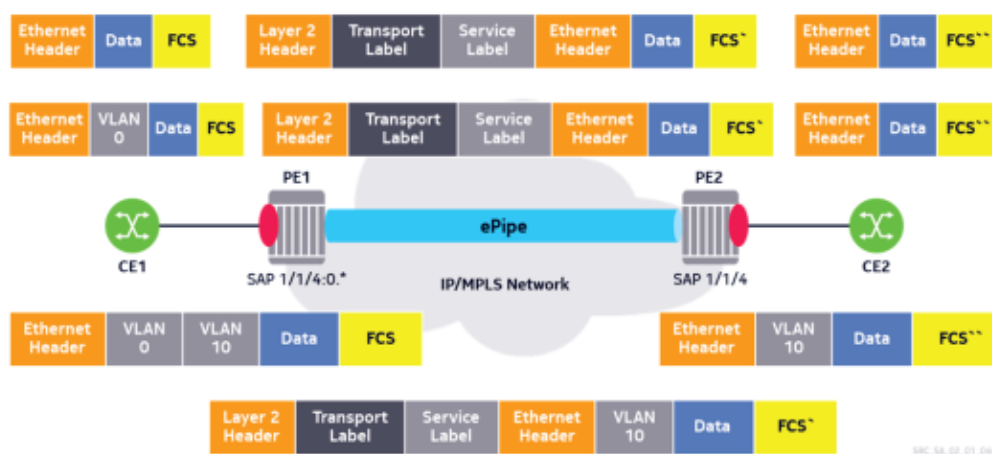 Ethernet Header Data FCS
Layer 2 Header Transport Label Service Label Ethernet Header Data FCS`
Ethernet Header Data FCS``
Ethernet Header VLAN 0 Data FCS
Layer 2 Header Transport Label Service Label Ethernet Header Data FCS`
Ethernet Header Data FCS``
PE1
PE2
ePipe
CE1
SAP 1/1/4:0.*
IP/MPLS Network
SAP 1/1/4
CE2
Ethernet Header VLAN 0 VLAN 10 Data FCS
Ethernet Header VLAN 10 Data FCS``
Layer 2 Header Transport Label Service Label Ethernet Header VLAN 10 Data FCS`